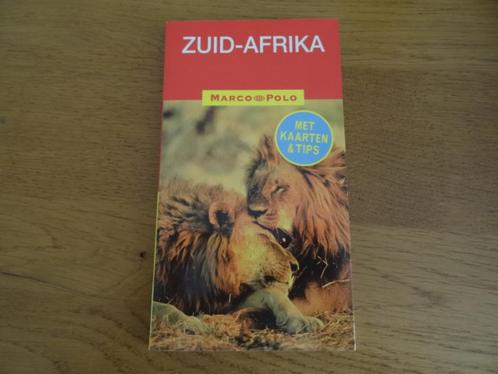 ZUID-AFRIKA
MARCO POLO
MET
KAARTEN
& TIPS